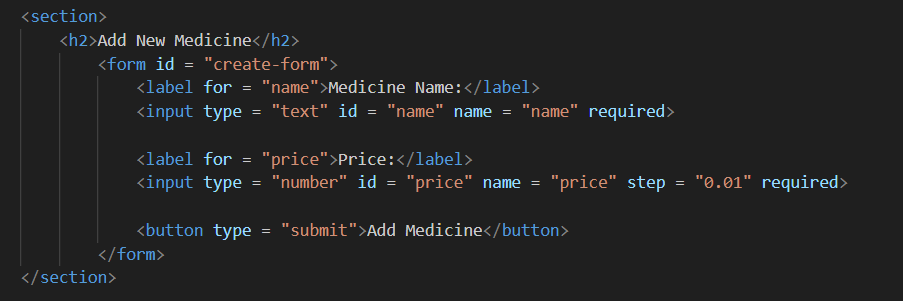 <section>
<h2>Add New Medicine</h2>
<form id = "create-form">
<label for = "name">Medicine Name:</label>
<input type = "text" id = "name" name = "name" required>
<label for = "price">Price:</label>
<input type = "number" id = "price" name = "price" step = "0.01" required>
<button type = "submit">Add Medicine</button>
</form>
</section>